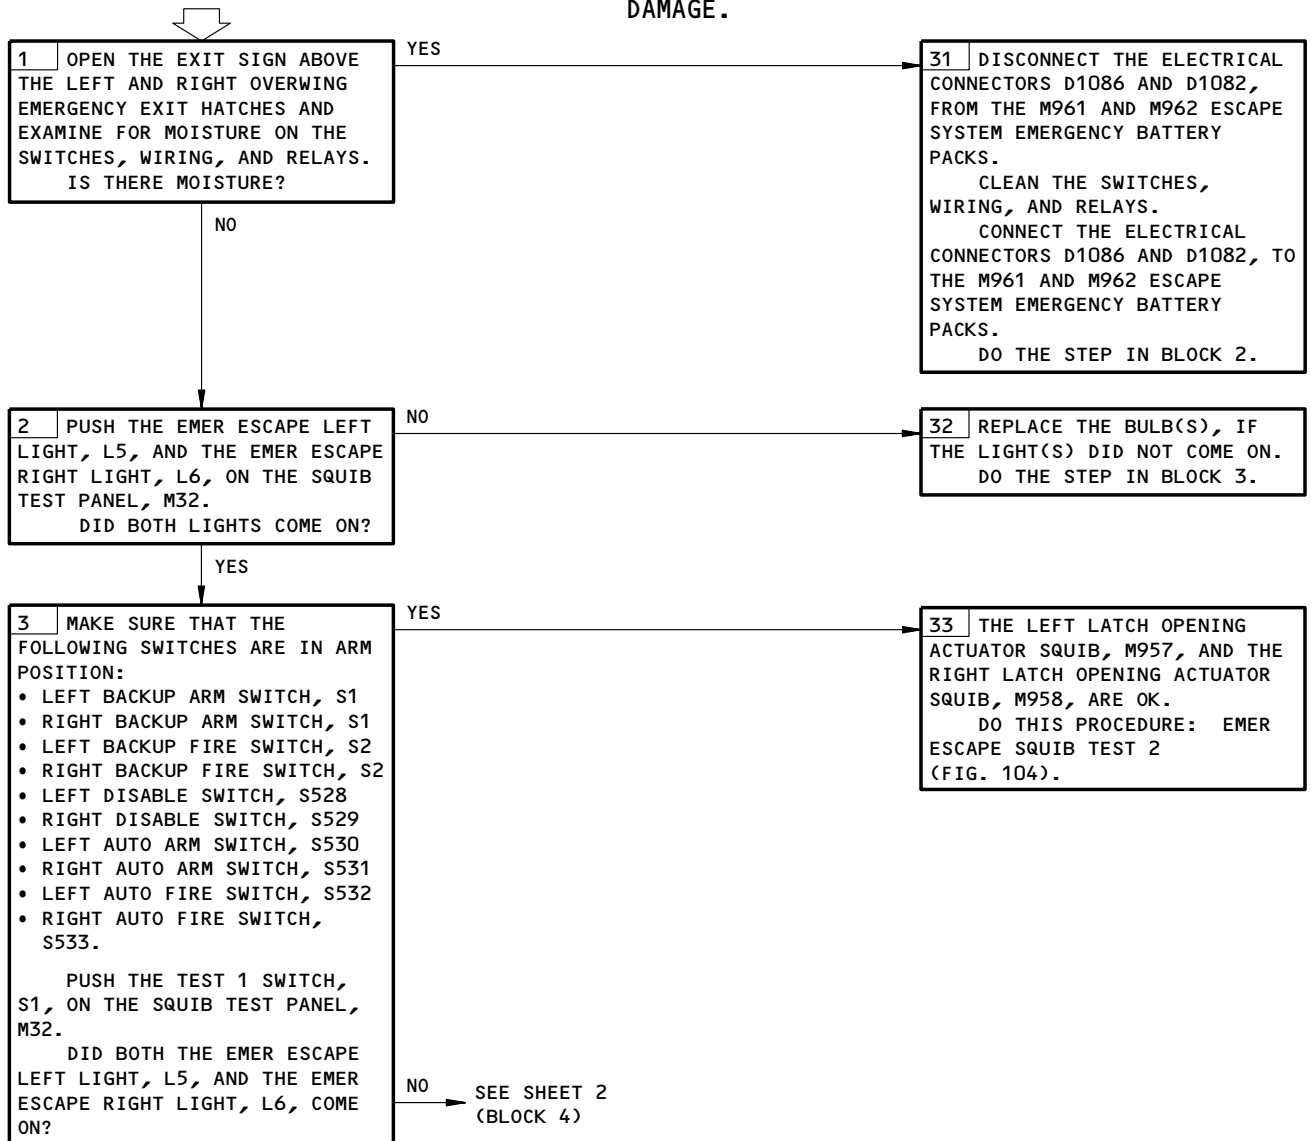 DAMAGE.
1 OPEN THE EXIT SIGN ABOVE
THE LEFT AND RIGHT OVERWING
EMERGENCY EXIT HATCHES AND
EXAMINE FOR MOISTURE ON THE
SWITCHES, WIRING, AND RELAYS.
IS THERE MOISTURE?
YES
31 DISCONNECT THE ELECTRICAL
CONNECTORS D1086 AND D1082,
FROM THE M961 AND M962 ESCAPE
SYSTEM EMERGENCY BATTERY
PACKS.
CLEAN THE SWITCHES,
WIRING, AND RELAYS.
CONNECT THE ELECTRICAL
CONNECTORS D1086 AND D1082, TO
THE M961 AND M962 ESCAPE
SYSTEM EMERGENCY BATTERY
PACKS.
DO THE STEP IN BLOCK 2.
NO
2 PUSH THE EMER ESCAPE LEFT
LIGHT, L5, AND THE EMER ESCAPE
RIGHT LIGHT, L6, ON THE SQUIB
TEST PANEL, M32.
DID BOTH LIGHTS COME ON?
NO
32 REPLACE THE BULB(S), IF
THE LIGHT(S) DID NOT COME ON.
DO THE STEP IN BLOCK 3.
YES
3 MAKE SURE THAT THE
FOLLOWING SWITCHES ARE IN ARM
POSITION:
• LEFT BACKUP ARM SWITCH, S1
• RIGHT BACKUP ARM SWITCH, S1
• LEFT BACKUP FIRE SWITCH, S2
• RIGHT BACKUP FIRE SWITCH, S2
• LEFT DISABLE SWITCH, S528
• RIGHT DISABLE SWITCH, S529
• LEFT AUTO ARM SWITCH, S530
• RIGHT AUTO ARM SWITCH, S531
• LEFT AUTO FIRE SWITCH, S532
• RIGHT AUTO FIRE SWITCH,
S533.
PUSH THE TEST 1 SWITCH,
S1, ON THE SQUIB TEST PANEL,
M32.
DID BOTH THE EMER ESCAPE
LEFT LIGHT, L5, AND THE EMER
ESCAPE RIGHT LIGHT, L6, COME
ON?
YES
33 THE LEFT LATCH OPENING
ACTUATOR SQUIB, M957, AND THE
RIGHT LATCH OPENING ACTUATOR
SQUIB, M958, ARE OK.
DO THIS PROCEDURE: EMER
ESCAPE SQUIB TEST 2
(FIG. 104).
NO
SEE SHEET 2
(BLOCK 4)